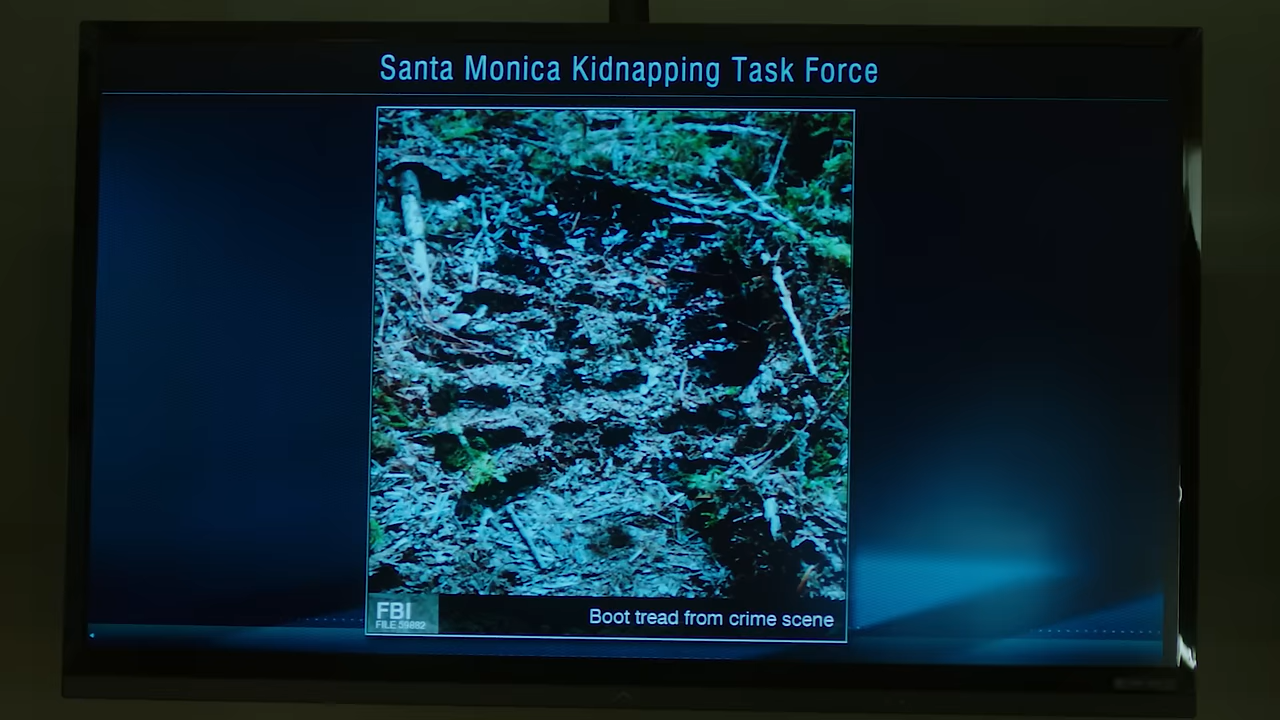 Santa Monica Kidnapping Task Force
FBI
FILE 59882
Boot tread from crime scene